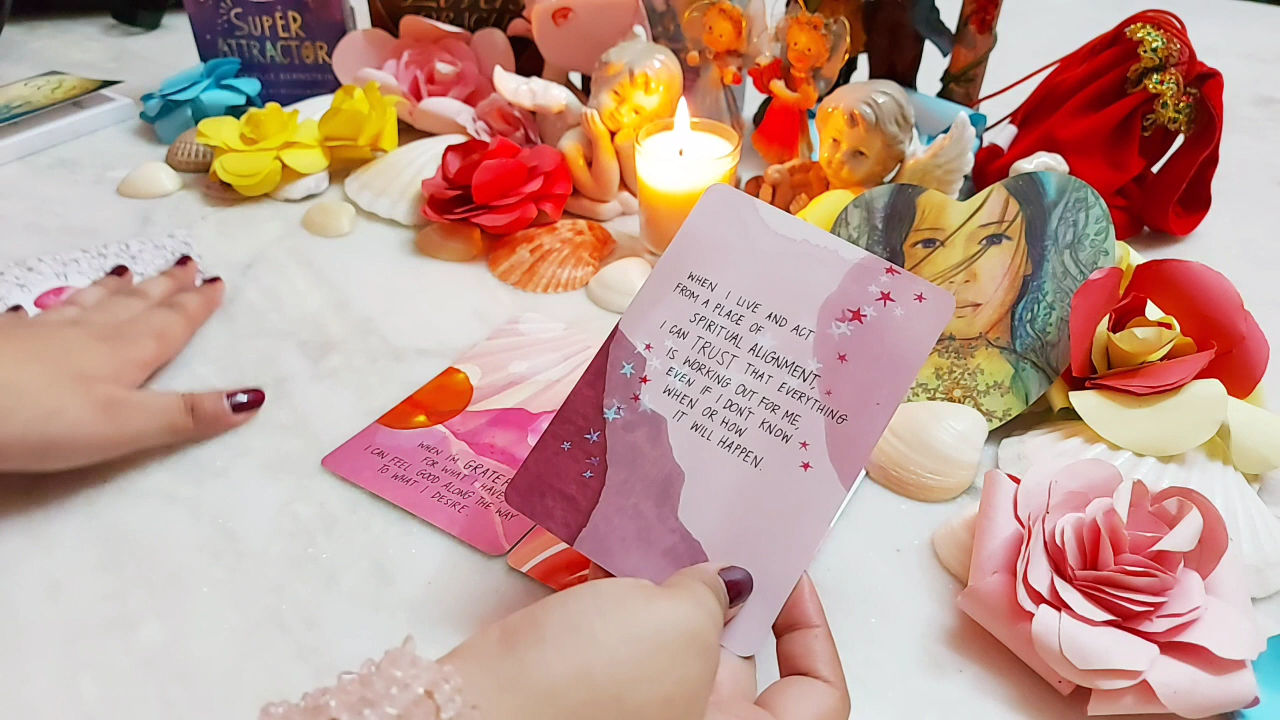 SUPER
ATTRACTOR
BERNSTEIN
ORACLE
WHEN I LIVE AND ACT
FROM A PLACE OF
SPIRITUAL ALIGNMENT,
I CAN TRUST THAT EVERYTHING
IS WORKING OUT FOR ME,
EVEN IF I DON'T KNOW
WHEN OR HOW
IT WILL HAPPEN.
WHEN I'M
FOR WHAT I HAVE,
I CAN FEEL GOOD ALONG THE WAY
TO WHAT I DESIRE.